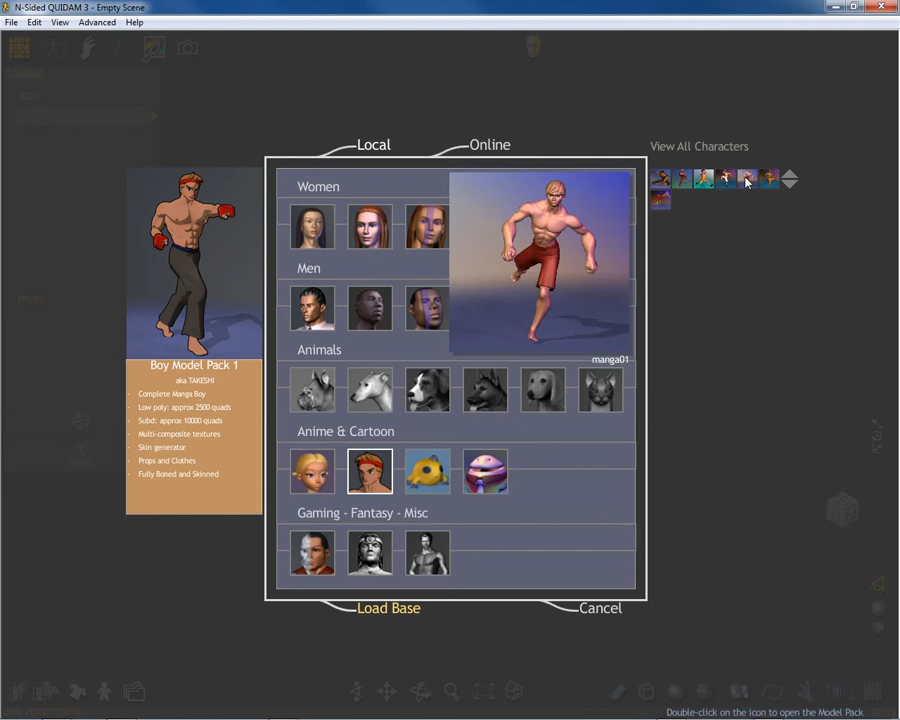 N-Sided QUIDAM 3 - Empty Scene
File Edit View Advanced Help
Local
Online
View All Characters
Women
Men
manga01
Animals
Anime & Cartoon
Gaming - Fantasy - Misc
Boy Model Pack 1
aka TAKESHI
- Complete Manga Boy
- Low poly: approx 2500 quads
- Subd: approx 10000 quads
- Multi-composite textures
- Skin generator
- Props and Clothes
- Fully Boned and Skinned
Load Base
Cancel
Double-click on the icon to open the Model Pack